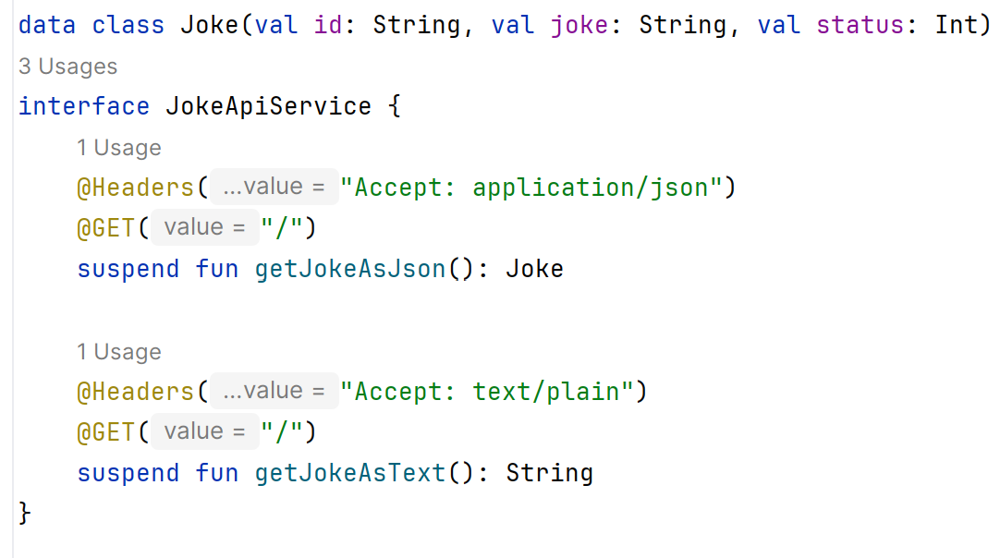 data class Joke(val id: String, val joke: String, val status: Int)
3 Usages
interface JokeApiService {
1 Usage
@Headers( ...value = "Accept: application/json")
@GET( value = "/")
suspend fun getJokeAsJson(): Joke
1 Usage
@Headers( ...value = "Accept: text/plain")
@GET( value = "/")
suspend fun getJokeAsText(): String
}